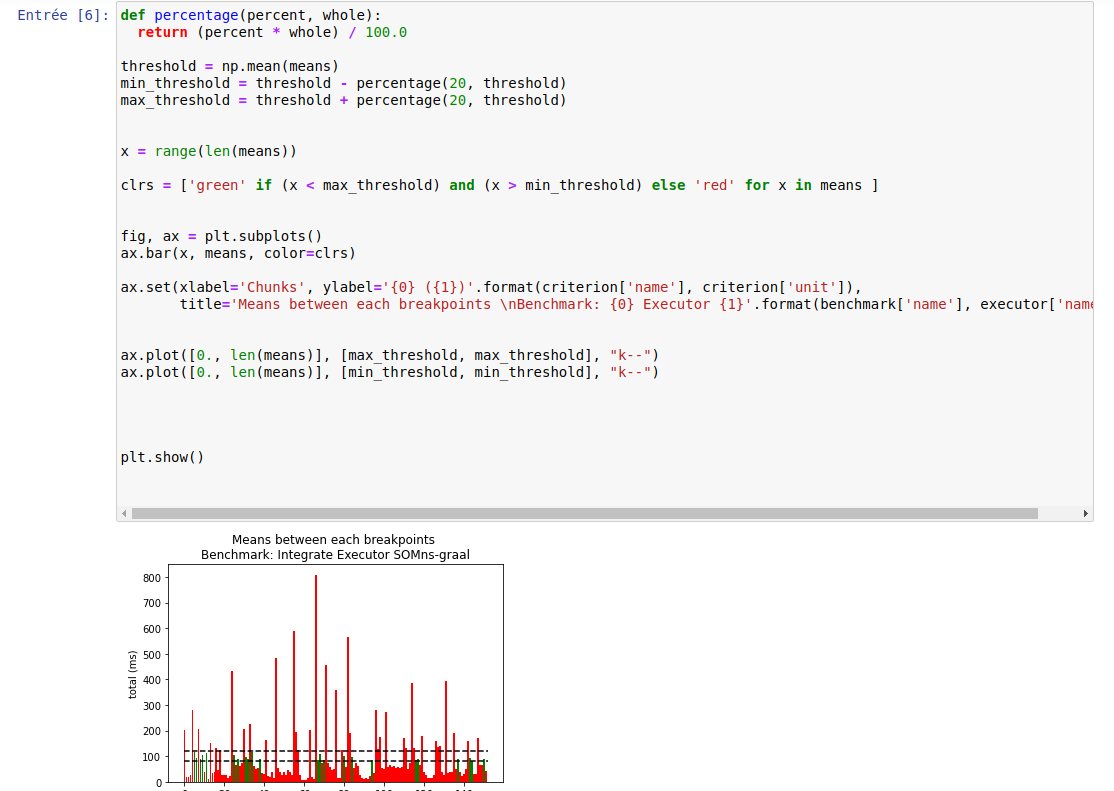 Entrée [6]:
def percentage(percent, whole):
  return (percent * whole) / 100.0
threshold = np.mean(means)
min_threshold = threshold - percentage(20, threshold)
max_threshold = threshold + percentage(20, threshold)
x = range(len(means))
clrs = ['green' if (x < max_threshold) and (x > min_threshold) else 'red' for x in means ]
fig, ax = plt.subplots()
ax.bar(x, means, color=clrs)
ax.set(xlabel='Chunks', ylabel='{0} ({1})'.format(criterion['name'], criterion['unit']),
       title='Means between each breakpoints \nBenchmark: {0} Executor {1}'.format(benchmark['name'], executor['name
ax.plot([0., len(means)], [max_threshold, max_threshold], "k--")
ax.plot([0., len(means)], [min_threshold, min_threshold], "k--")
plt.show()
Means between each breakpoints
Benchmark: Integrate Executor SOMns-graal
800
700
600
500
400
300
200
100
0
total (ms)